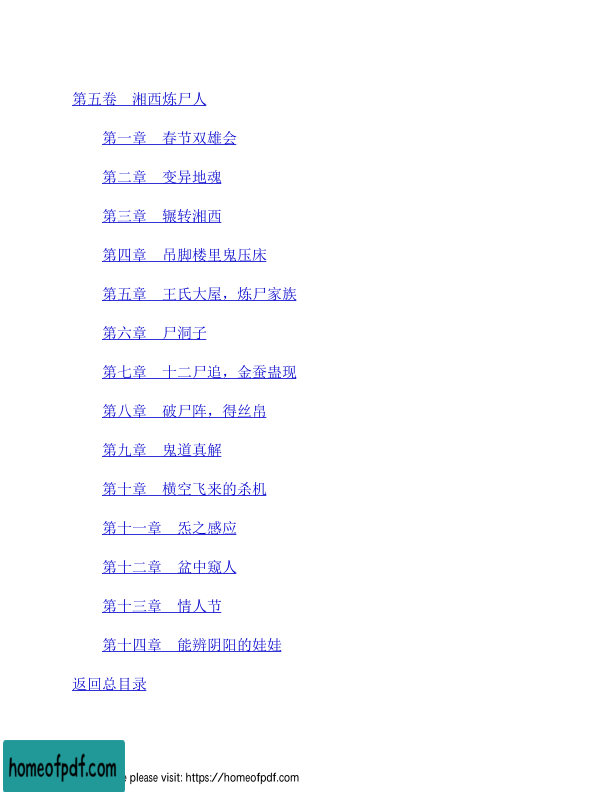 第五卷　湘西炼尸人
第一章　春节双雄会
第二章　变异地魂
第三章　辗转湘西
第四章　吊脚楼里鬼压床
第五章　王氏大屋，炼尸家族
第六章　尸洞子
第七章　十二尸追，金蚕蛊现
第八章　破尸阵，得丝帛
第九章　鬼道真解
第十章　横空飞来的杀机
第十一章　炁之感应
第十二章　盆中窥人
第十三章　情人节
第十四章　能辨阴阳的娃娃
返回总目录
homeofpdf.com
please visit: https://homeofpdf.com